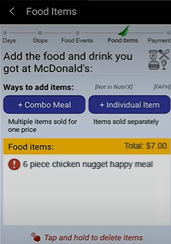 Food Items
Days Stops Food Events Food Items Payment
Add the food and drink you
got at McDonald's:
Ways to add items: [Not in NutriX] [FAFH]
+ Combo Meal + Individual Item
Multiple items sold for
one price
Items sold separately
Food items: Total: $7.00
6 piece chicken nugget happy meal
Tap and hold to delete items